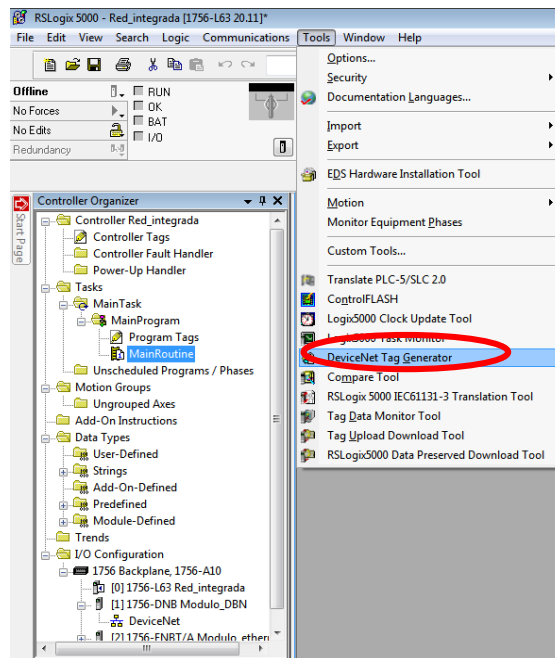 RSLogix 5000 - Red_integrada [1756-L63 20.11]*
File Edit View Search Logic Communications Tools Window Help
Offline
RUN
No Forces
OK
BAT
No Edits
I/O
Redundancy
Start Page
Controller Organizer
Controller Red_integrada
Controller Tags
Controller Fault Handler
Power-Up Handler
Tasks
MainTask
MainProgram
Program Tags
MainRoutine
Unscheduled Programs / Phases
Motion Groups
Ungrouped Axes
Add-On Instructions
Data Types
User-Defined
Strings
Add-On-Defined
Predefined
Module-Defined
Trends
I/O Configuration
1756 Backplane, 1756-A10
[0] 1756-L63 Red_integrada
[1] 1756-DNB Modulo_DBN
DeviceNet
[2] 1756-ENBT/A Modulo_ether
Options...
Security
Documentation Languages...
Import
Export
EDS Hardware Installation Tool
Motion
Monitor Equipment Phases
Custom Tools...
Translate PLC-5/SLC 2.0
ControlFLASH
Logix5000 Clock Update Tool
Logix5000 Task Monitor
DeviceNet Tag Generator
Compare Tool
RSLogix 5000 IEC61131-3 Translation Tool
Tag Data Monitor Tool
Tag Upload Download Tool
RSLogix5000 Data Preserved Download Tool